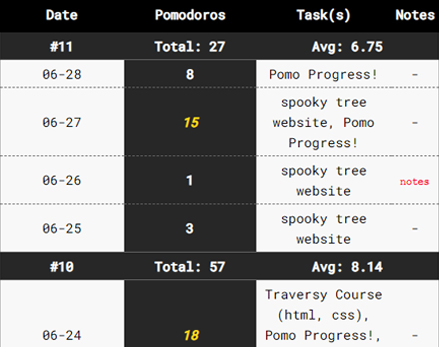 Date Pomodoros Task(s) Notes
#11 Total: 27 Avg: 6.75
06-28 8 Pomo Progress! -
06-27 15 spooky tree website, Pomo Progress! -
06-26 1 spooky tree website notes
06-25 3 spooky tree website -
#10 Total: 57 Avg: 8.14
06-24 18 Traversy Course (html, css), Pomo Progress!, -